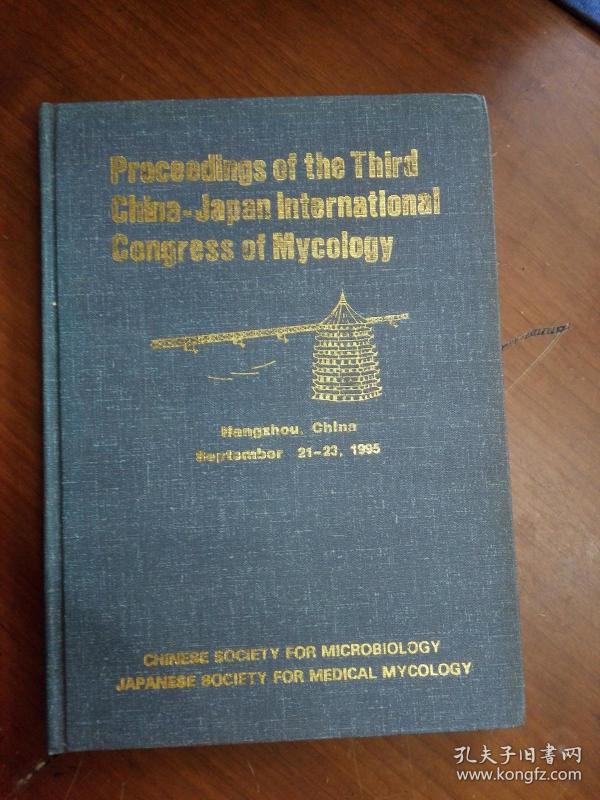 Proceedings of the Third
China-Japan International
Congress of Mycology
Hangzhou, China
September 21-23, 1995
CHINESE SOCIETY FOR MICROBIOLOGY
JAPANESE SOCIETY FOR MEDICAL MYCOLOGY
孔夫子旧书网
www.kongfz.com